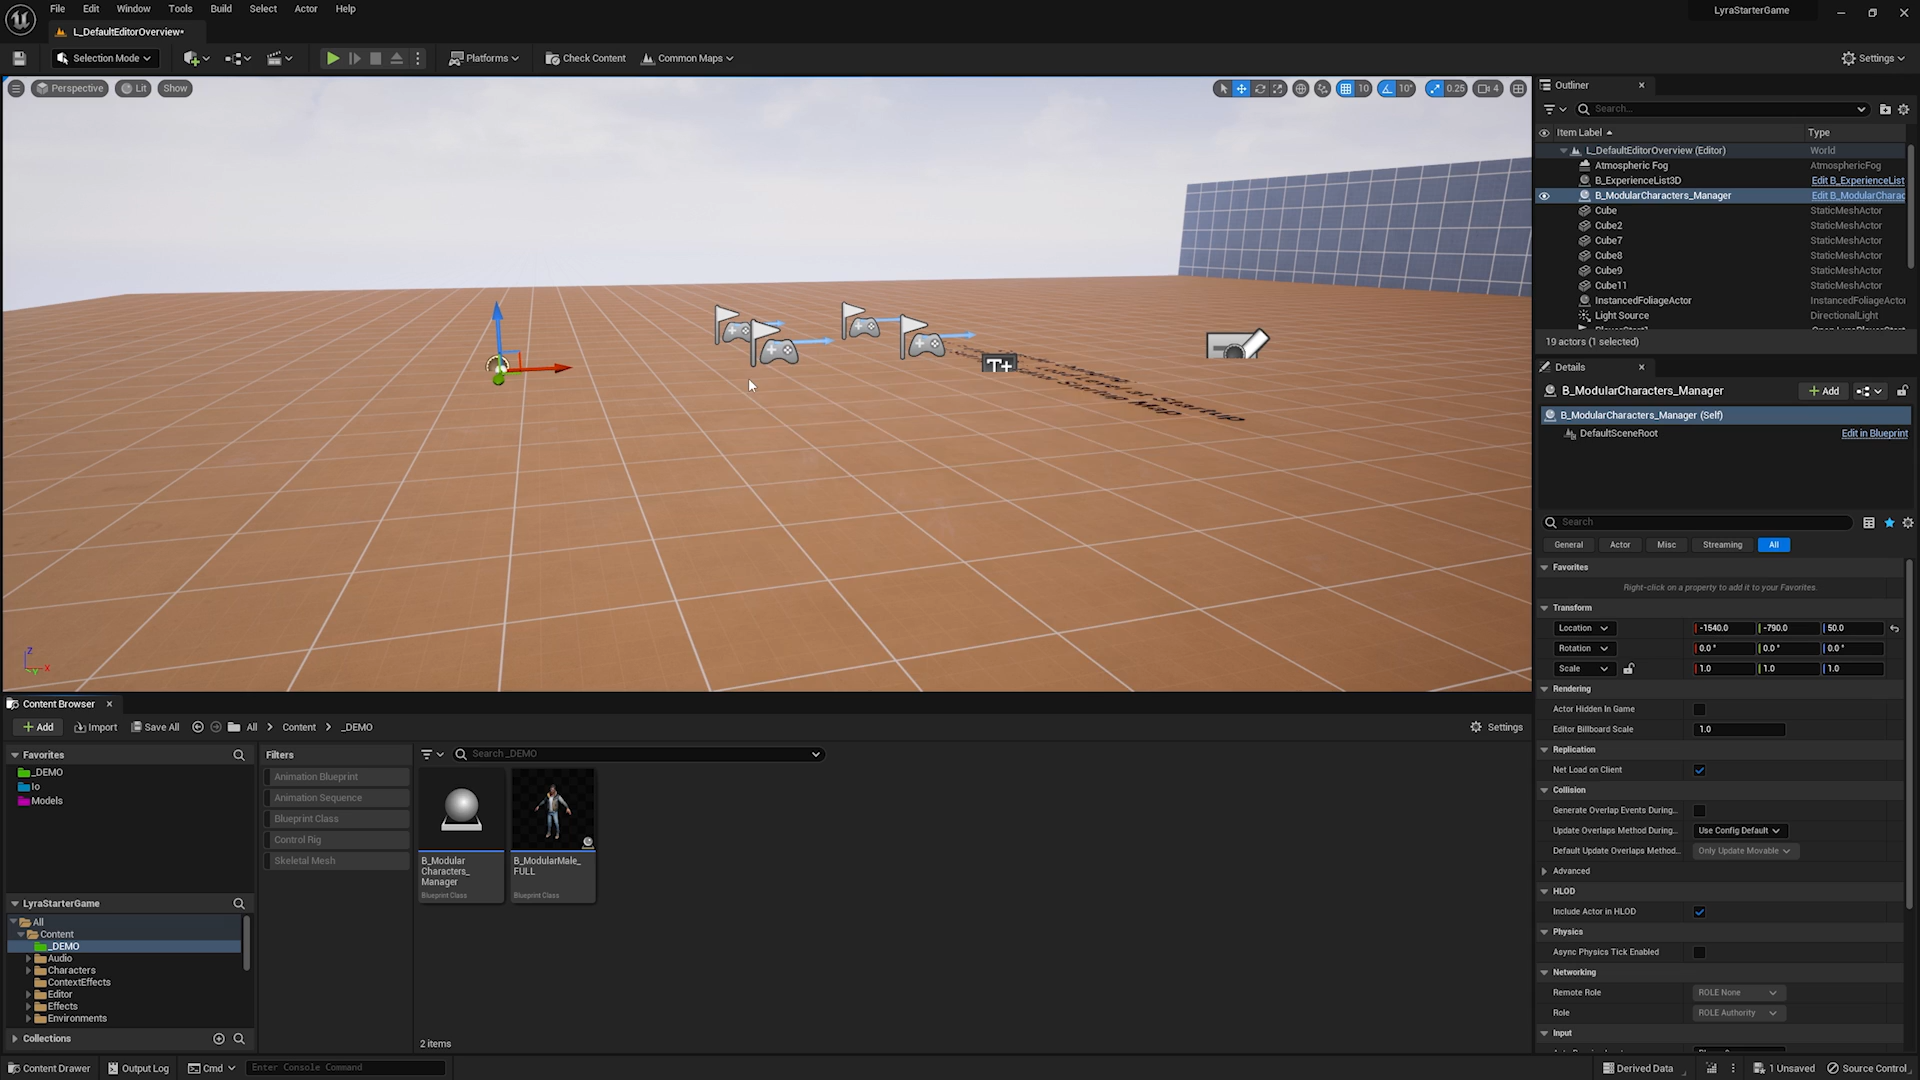 File Edit Window Tools Build Select Actor Help
LyraStarterGame
L_DefaultEditorOverview*
Selection Mode
Platforms
Check Content
Common Maps
Settings
Perspective
Lit
Show
10
10°
0.25
4
Outliner
Search...
Item Label
Type
L_DefaultEditorOverview (Editor) World
Atmospheric Fog AtmosphericFog
B_ExperienceList3D Edit B_ExperienceList
B_ModularCharacters_Manager Edit B_ModularCharac
Cube StaticMeshActor
Cube2 StaticMeshActor
Cube7 StaticMeshActor
Cube8 StaticMeshActor
Cube9 StaticMeshActor
Cube11 StaticMeshActor
InstancedFoliageActor InstancedFoliageActo
Light Source DirectionalLight
19 actors (1 selected)
Details
B_ModularCharacters_Manager
Add
B_ModularCharacters_Manager (Self)
DefaultSceneRoot
Edit in Blueprint
Search
General Actor Misc Streaming All
Favorites
Right-click on a property to add it to your Favorites.
Transform
Location -1540.0 -790.0 50.0
Rotation 0.0° 0.0° 0.0°
Scale 1.0 1.0 1.0
Rendering
Actor Hidden In Game
Editor Billboard Scale 1.0
Replication
Net Load on Client
Collision
Generate Overlap Events During...
Update Overlaps Method During... Use Config Default
Default Update Overlaps Method... Only Update Movable
Advanced
HLOD
Include Actor in HLOD
Physics
Async Physics Tick Enabled
Networking
Remote Role ROLE None
Role ROLE Authority
Input
T+
Startup
Startup Map
Z
X
Content Browser
Add
Import
Save All
All
Content
_DEMO
Settings
Favorites
_DEMO
Io
Models
Filters
Animation Blueprint
Animation Sequence
Blueprint Class
Control Rig
Skeletal Mesh
Search _DEMO
B_Modular
Characters_
Manager
Blueprint Class
B_ModularMale_
FULL
Blueprint Class
LyraStarterGame
All
Content
_DEMO
Audio
Characters
ContextEffects
Editor
Effects
Environments
Collections
2 items
Content Drawer
Output Log
Cmd
Enter Console Command
Derived Data
1 Unsaved
Source Control